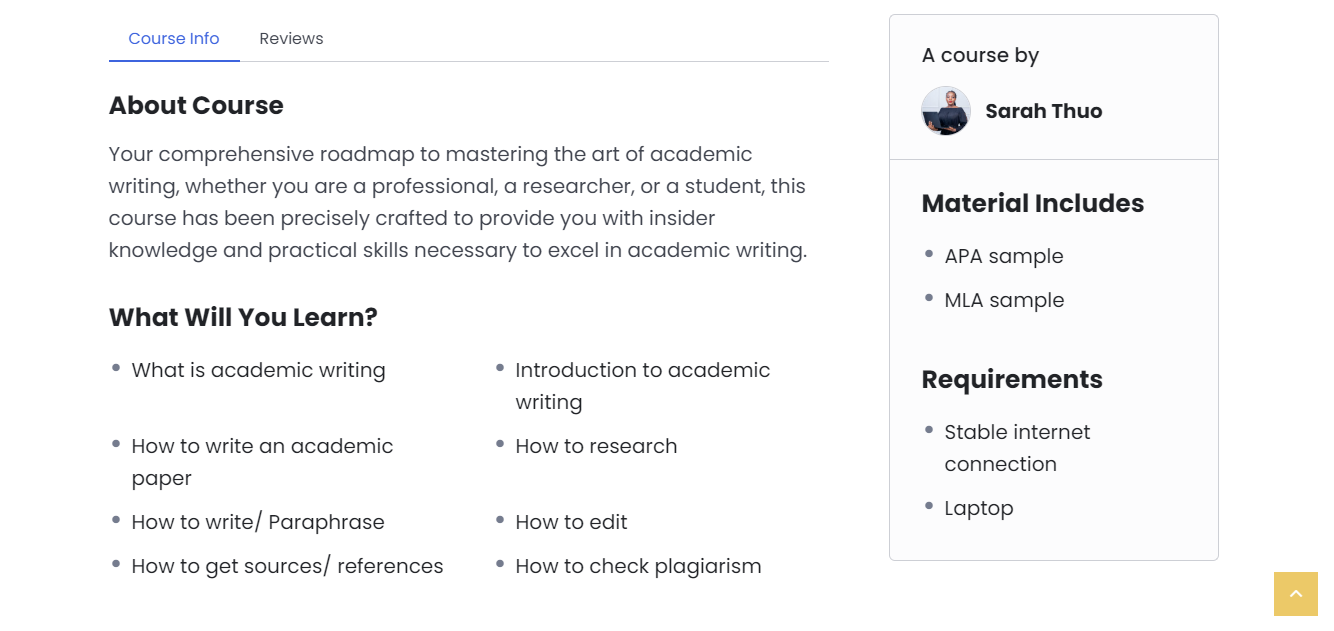 Course Info
Reviews
About Course
Your comprehensive roadmap to mastering the art of academic
writing, whether you are a professional, a researcher, or a student, this
course has been precisely crafted to provide you with insider
knowledge and practical skills necessary to excel in academic writing.
What Will You Learn?
What is academic writing
Introduction to academic
writing
How to write an academic
paper
How to research
How to write/ Paraphrase
How to edit
How to get sources/ references
How to check plagiarism
A course by
Sarah Thuo
Material Includes
APA sample
MLA sample
Requirements
Stable internet
connection
Laptop